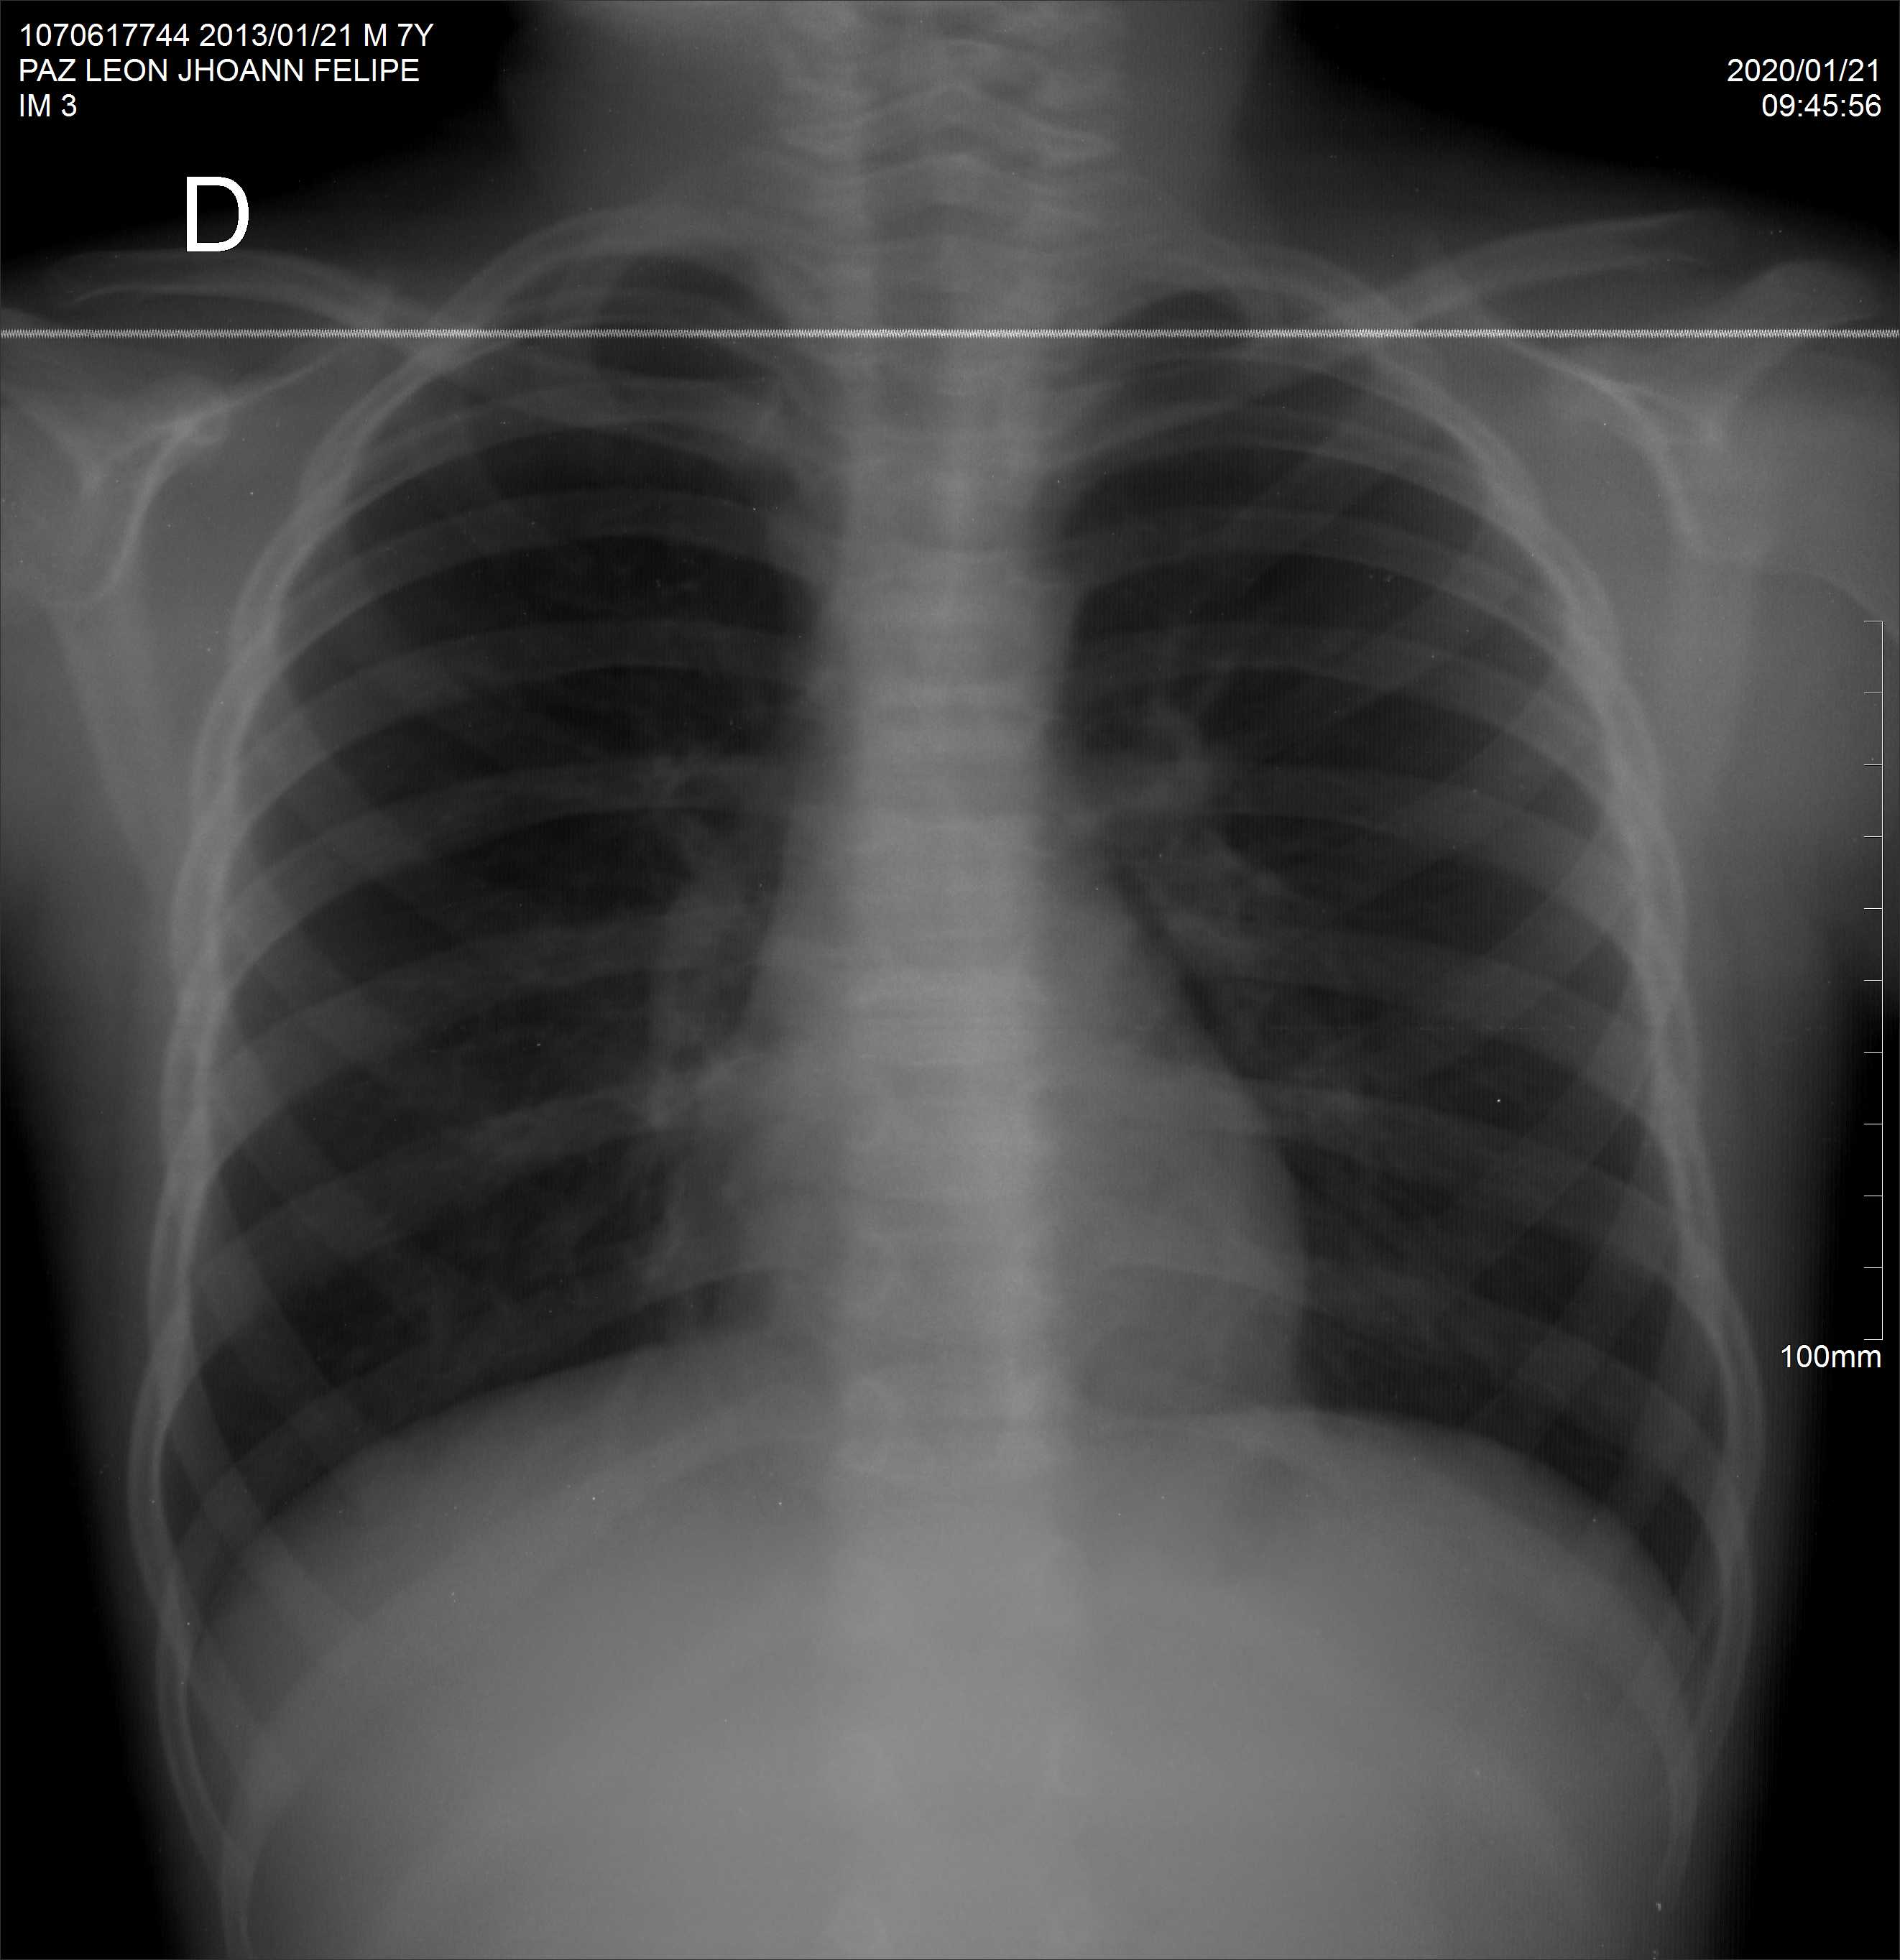 1070617744 2013/01/21 M 7Y
PAZ LEON JHOANN FELIPE
IM 3
2020/01/21
09:45:56
D
100mm